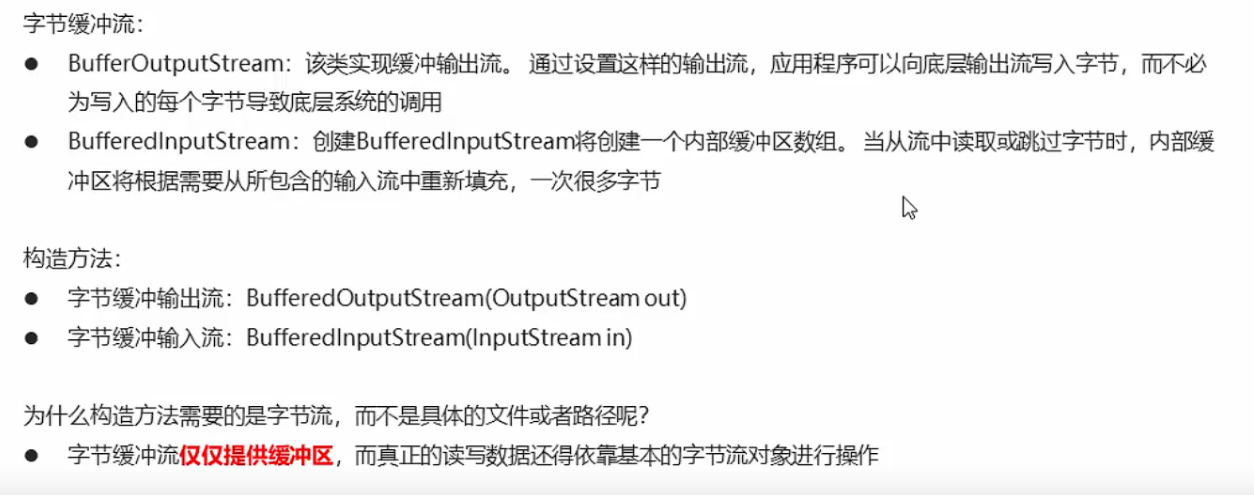 字节缓冲流：
● BufferOutputStream：该类实现缓冲输出流。 通过设置这样的输出流，应用程序可以向底层输出流写入字节，而不必
为写入的每个字节导致底层系统的调用
● BufferedInputStream：创建BufferedInputStream将创建一个内部缓冲区数组。 当从流中读取或跳过字节时，内部缓
冲区将根据需要从所包含的输入流中重新填充，一次很多字节
构造方法：
● 字节缓冲输出流：BufferedOutputStream(OutputStream out)
● 字节缓冲输入流：BufferedInputStream(InputStream in)
为什么构造方法需要的是字节流，而不是具体的文件或者路径呢？
● 字节缓冲流仅仅提供缓冲区，而真正的读写数据还得依靠基本的字节流对象进行操作